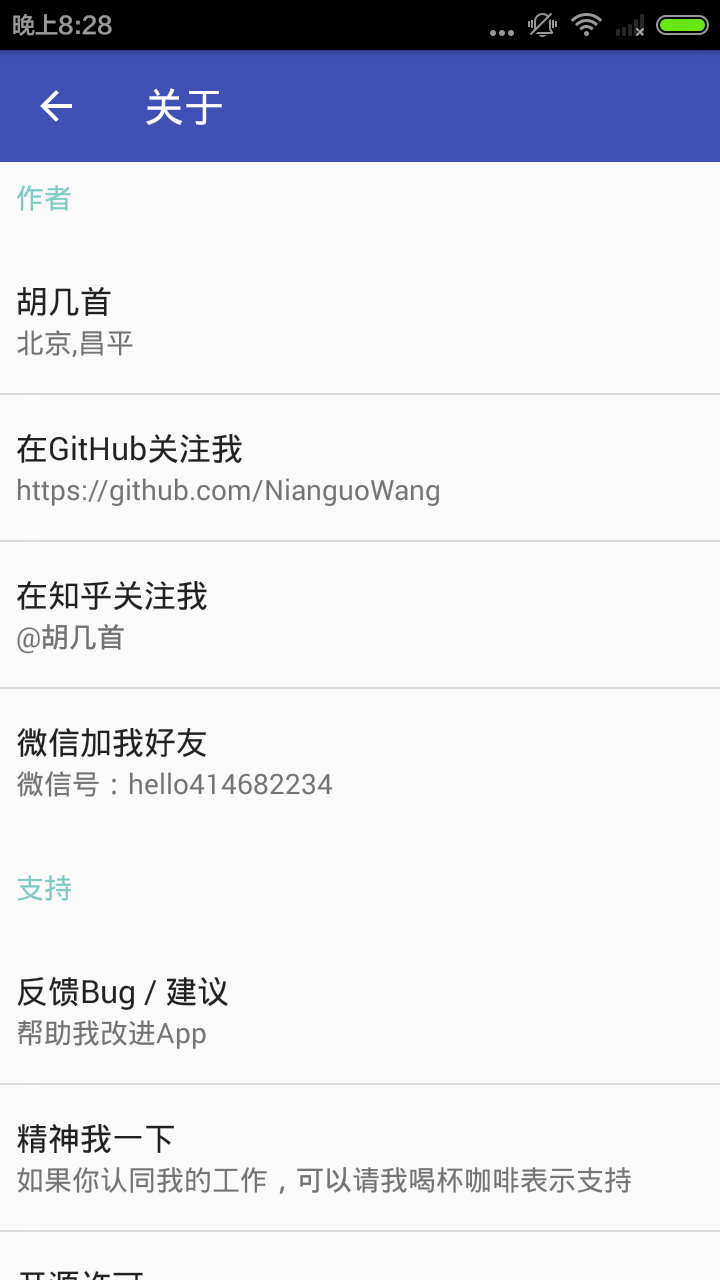 晚上8:28
关于
作者
胡几首
北京,昌平
在GitHub关注我
https://github.com/NianguoWang
在知乎关注我
@胡几首
微信加我好友
微信号：hello414682234
支持
反馈Bug / 建议
帮助我改进App
精神我一下
如果你认同我的工作，可以请我喝杯咖啡表示支持
开源许可